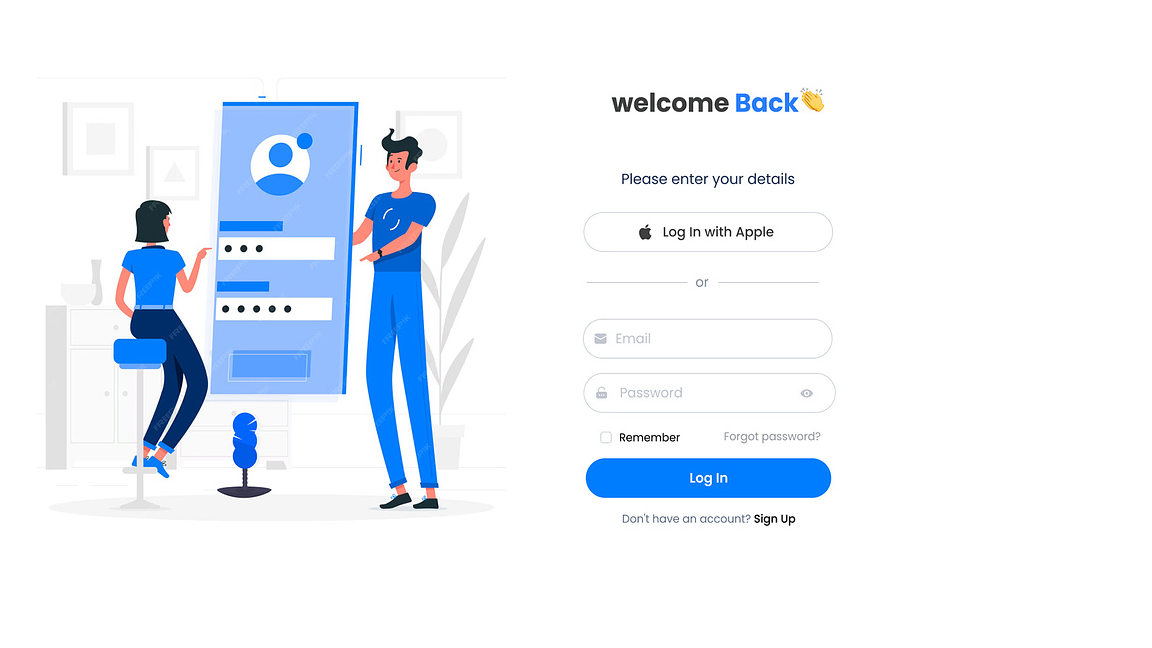 welcome Back👋
Please enter your details
Log In with Apple
or
Email
Password
Remember
Forgot password?
Log In
Don't have an account? Sign Up